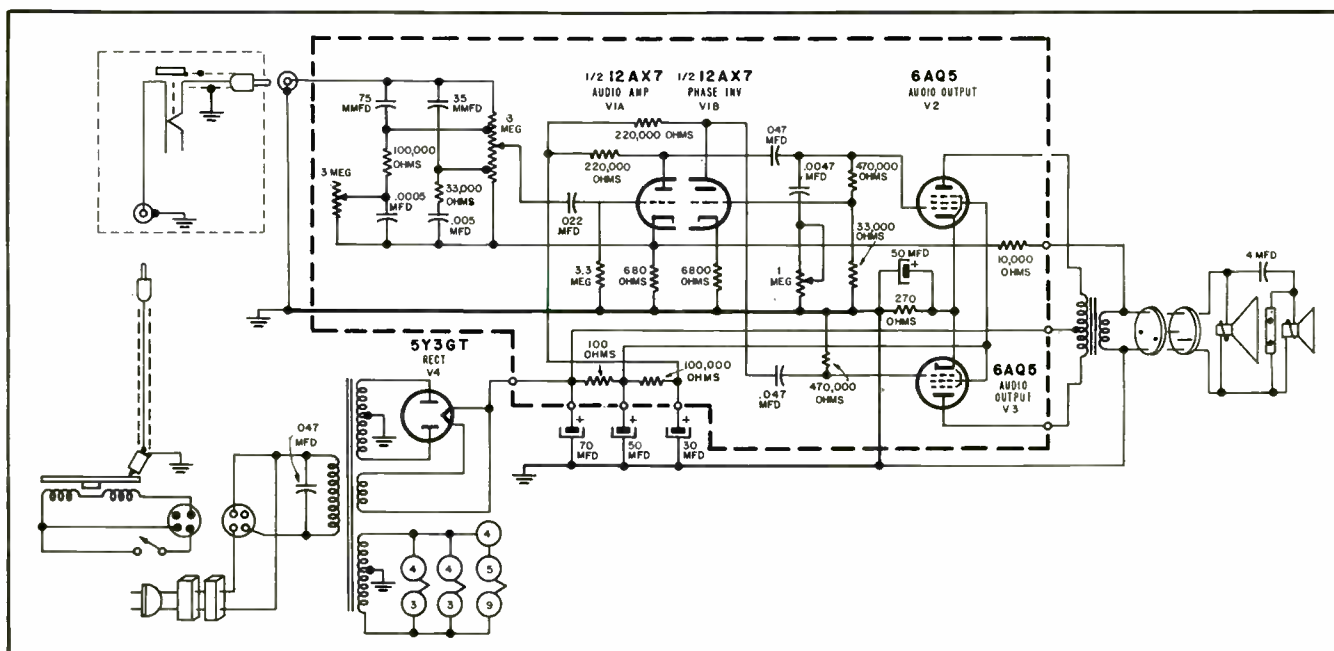 1/2 12AX7
AUDIO AMP
V1A
1/2 12AX7
PHASE INV
V1B
6AQ5
AUDIO OUTPUT
V2
75
MMFD
35
MMFD
3
MEG
220,000 OHMS
.047
MFD
100,000
OHMS
220,000
OHMS
.0047
MFD
470,000
OHMS
3 MEG
.0005
MFD
33,000
OHMS
.005
MFD
.022
MFD
33,000
OHMS
50 MFD
+
10,000
OHMS
4 MFD
3.3
MEG
680
OHMS
6800
OHMS
1
MEG
270
OHMS
5Y3GT
RECT
V4
100
OHMS
100,000
OHMS
.047
MFD
470,000
OHMS
6AQ5
AUDIO
OUTPUT
V3
.047
MFD
+
70
MFD
+
50
MFD
+
30
MFD
4
4 4 5
3 3 9